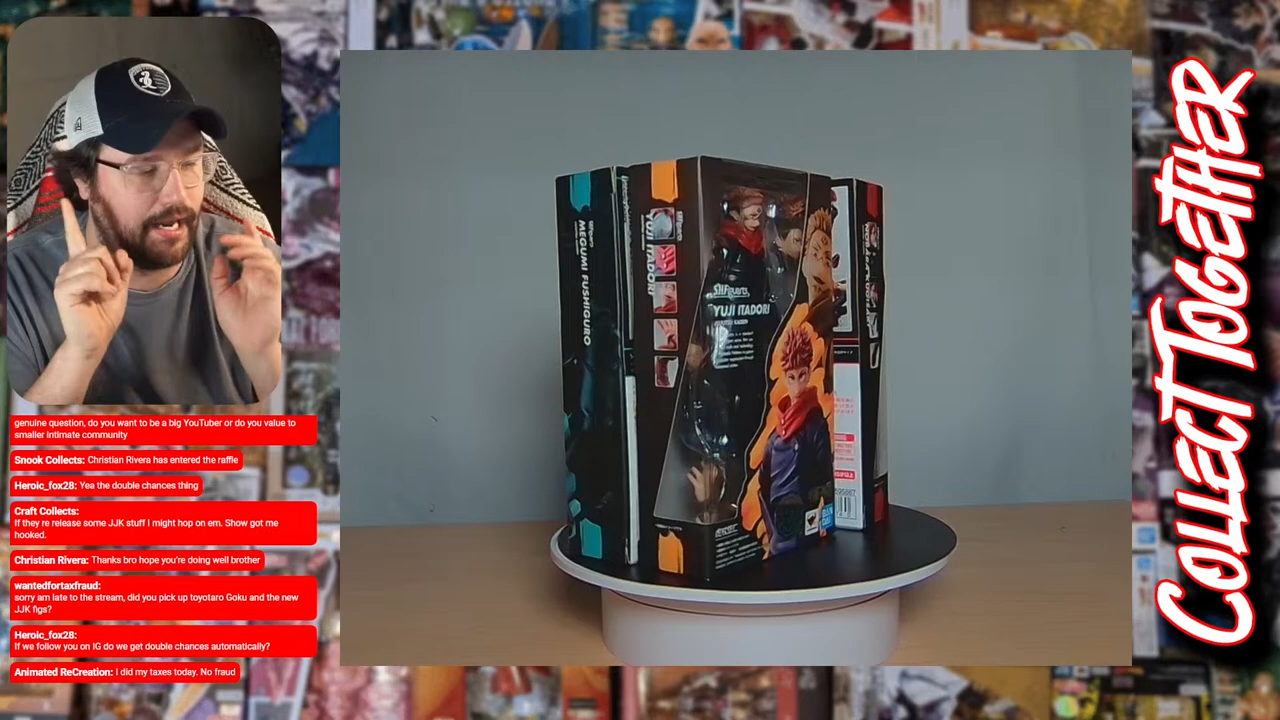 genuine question, do you want to be a big YouTuber or do you value to
smaller intimate community
Snook Collects: Christian Rivera has entered the raffle
Heroic_fox28: Yea the double chances thing
Craft Collects:
If they re release some JJK stuff I might hop on em. Show got me
hooked.
Christian Rivera: Thanks bro hope you're doing well brother
wantedfortaxfraud:
sorry am late to the stream, did you pick up toyotaro Goku and the new
JJK figs?
Heroic_fox28:
If we follow you on IG do we get double chances automatically?
Animated ReCreation: I did my taxes today. No fraud
MEGUMI FUSHIGURO
YUJI ITADORI
S.H.Figuarts
YUJI ITADORI
BAN
DAI
COLLECT TOGETHER